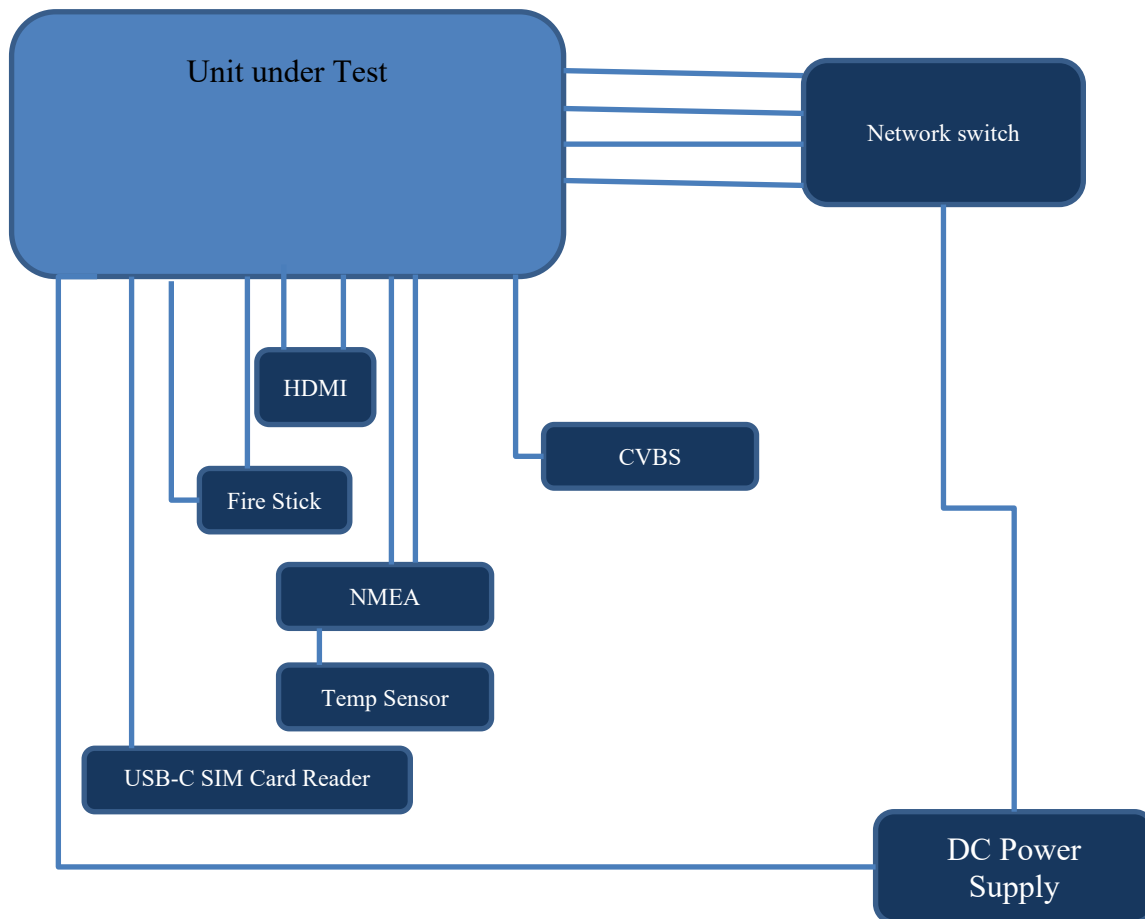 Unit under Test
Network switch
HDMI
CVBS
Fire Stick
NMEA
Temp Sensor
USB-C SIM Card Reader
DC Power
Supply